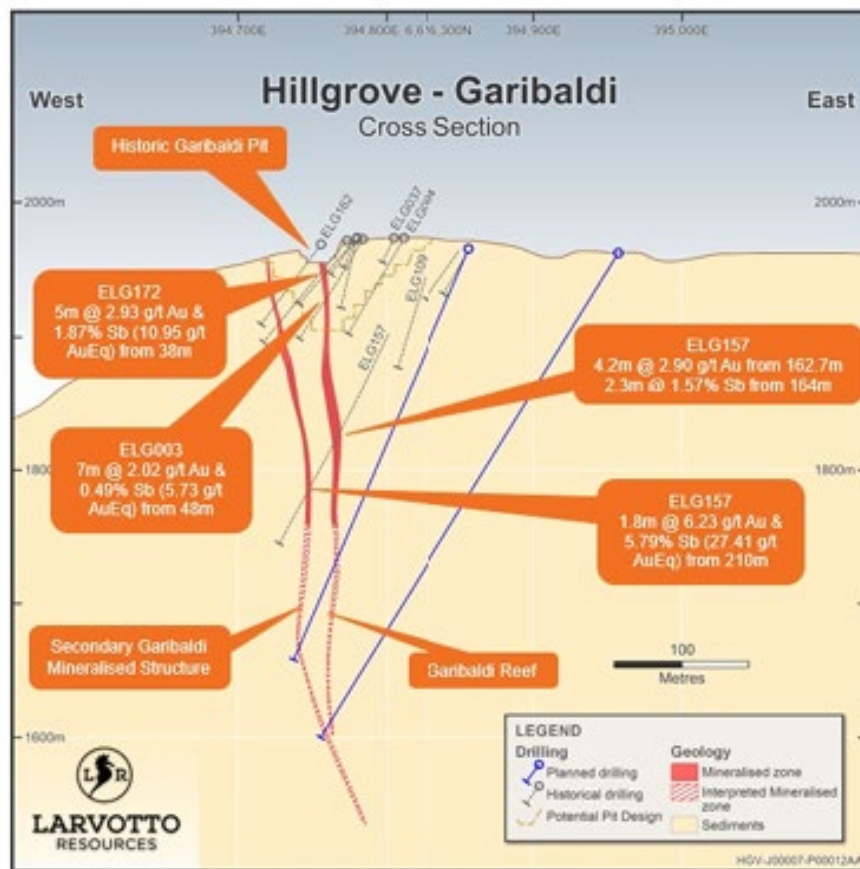 394,700E 394,800E 6,616,300N 394,900E 395,000E
Hillgrove - Garibaldi
Cross Section
West
East
Historic Garibaldi Pit
2000m
2000m
ELG162
ELG037
ELG094
ELG109
ELG157
ELG172
5m @ 2.93 g/t Au &
1.87% Sb (10.95 g/t
AuEq) from 38m
ELG157
4.2m @ 2.90 g/t Au from 162.7m
2.3m @ 1.57% Sb from 164m
ELG003
7m @ 2.02 g/t Au &
0.49% Sb (5.73 g/t
AuEq) from 48m
1800m
1800m
ELG157
1.8m @ 6.23 g/t Au &
5.79% Sb (27.41 g/t
AuEq) from 210m
Secondary Garibaldi
Mineralised Structure
Garibaldi Reef
100
Metres
1600m
1600m
LEGEND
Drilling
Planned drilling
Historical drilling
Potential Pit Design
Geology
Mineralised zone
Interpreted Mineralised
zone
Sediments
L R
LARVOTTO
RESOURCES
HGV-J00007-P00012AA